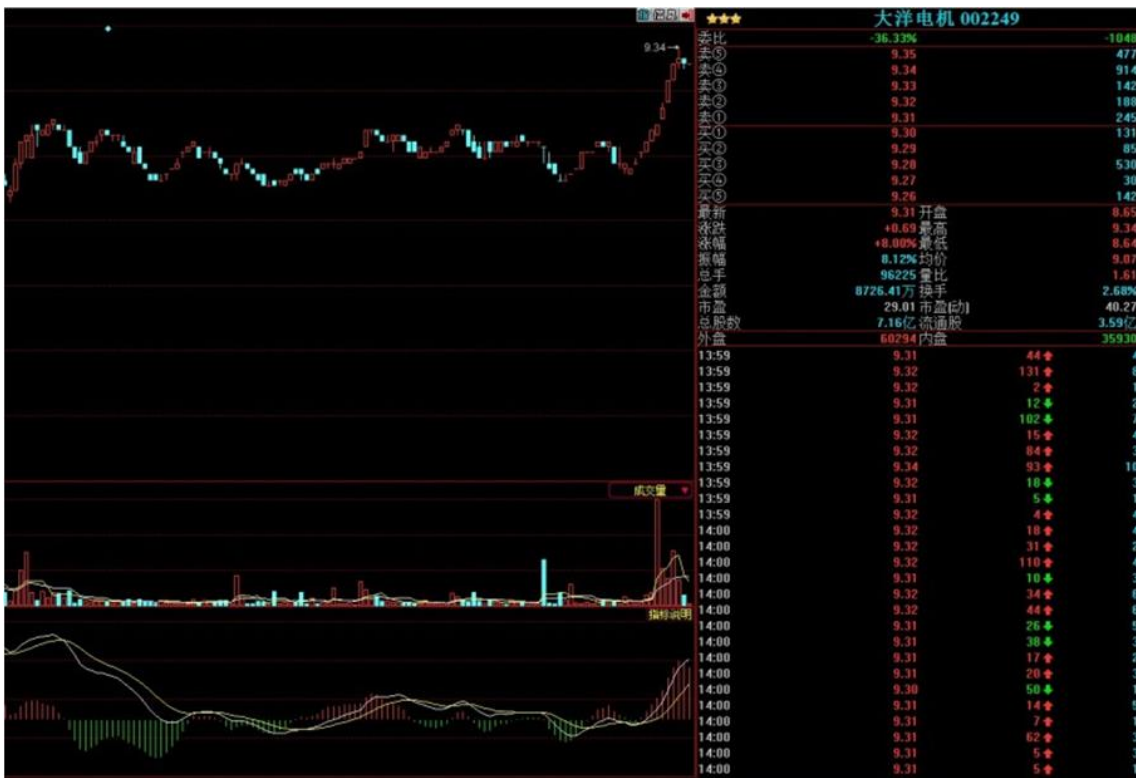 大洋电机 002249
委比 -36.33% -1048
卖⑤ 9.35 477
卖④ 9.34 914
卖③ 9.33 142
卖② 9.32 188
卖① 9.31 245
买① 9.30 131
买② 9.29 85
买③ 9.28 530
买④ 9.27 30
买⑤ 9.26 142
最新 9.31 开盘 8.65
涨跌 +0.69 最高 9.34
涨幅 +8.00% 最低 8.64
振幅 8.12% 均价 9.07
总手 96225 量比 1.61
金额 8726.41万 换手 2.68%
市盈 29.01 市盈[动] 40.27
总股数 7.16亿 流通股 3.59亿
外盘 60294 内盘 35930
13:59 9.31 44
13:59 9.32 131
13:59 9.32 2
13:59 9.31 12
13:59 9.31 102
13:59 9.32 15
13:59 9.32 84
13:59 9.34 93
13:59 9.32 18
13:59 9.31 5
13:59 9.32 4
14:00 9.32 18
14:00 9.32 31
14:00 9.32 110
14:00 9.31 10
14:00 9.32 34
14:00 9.32 44
14:00 9.31 26
14:00 9.31 38
14:00 9.31 17
14:00 9.31 20
14:00 9.30 50
14:00 9.31 14
14:00 9.31 7
14:00 9.31 62
14:00 9.31 5
14:00 9.31 5
9.34
成交量
指标说明